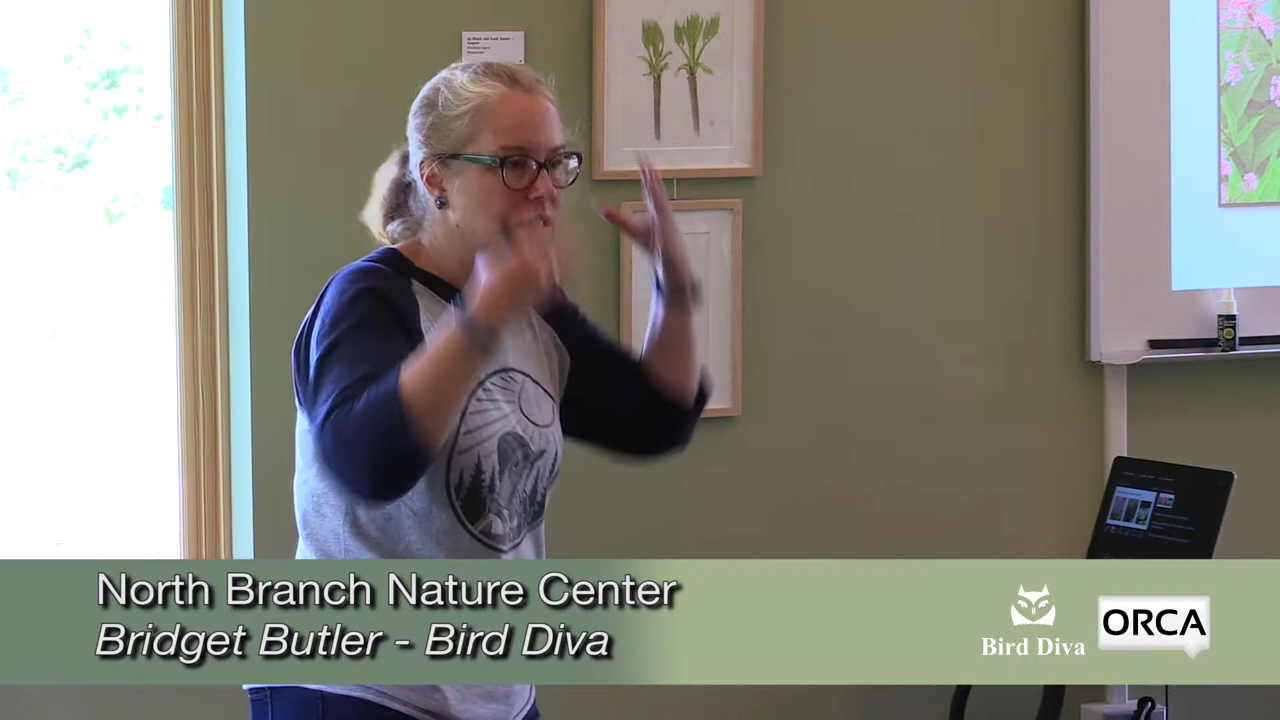 North Branch Nature Center
Bridget Butler - Bird Diva
Bird Diva
ORCA